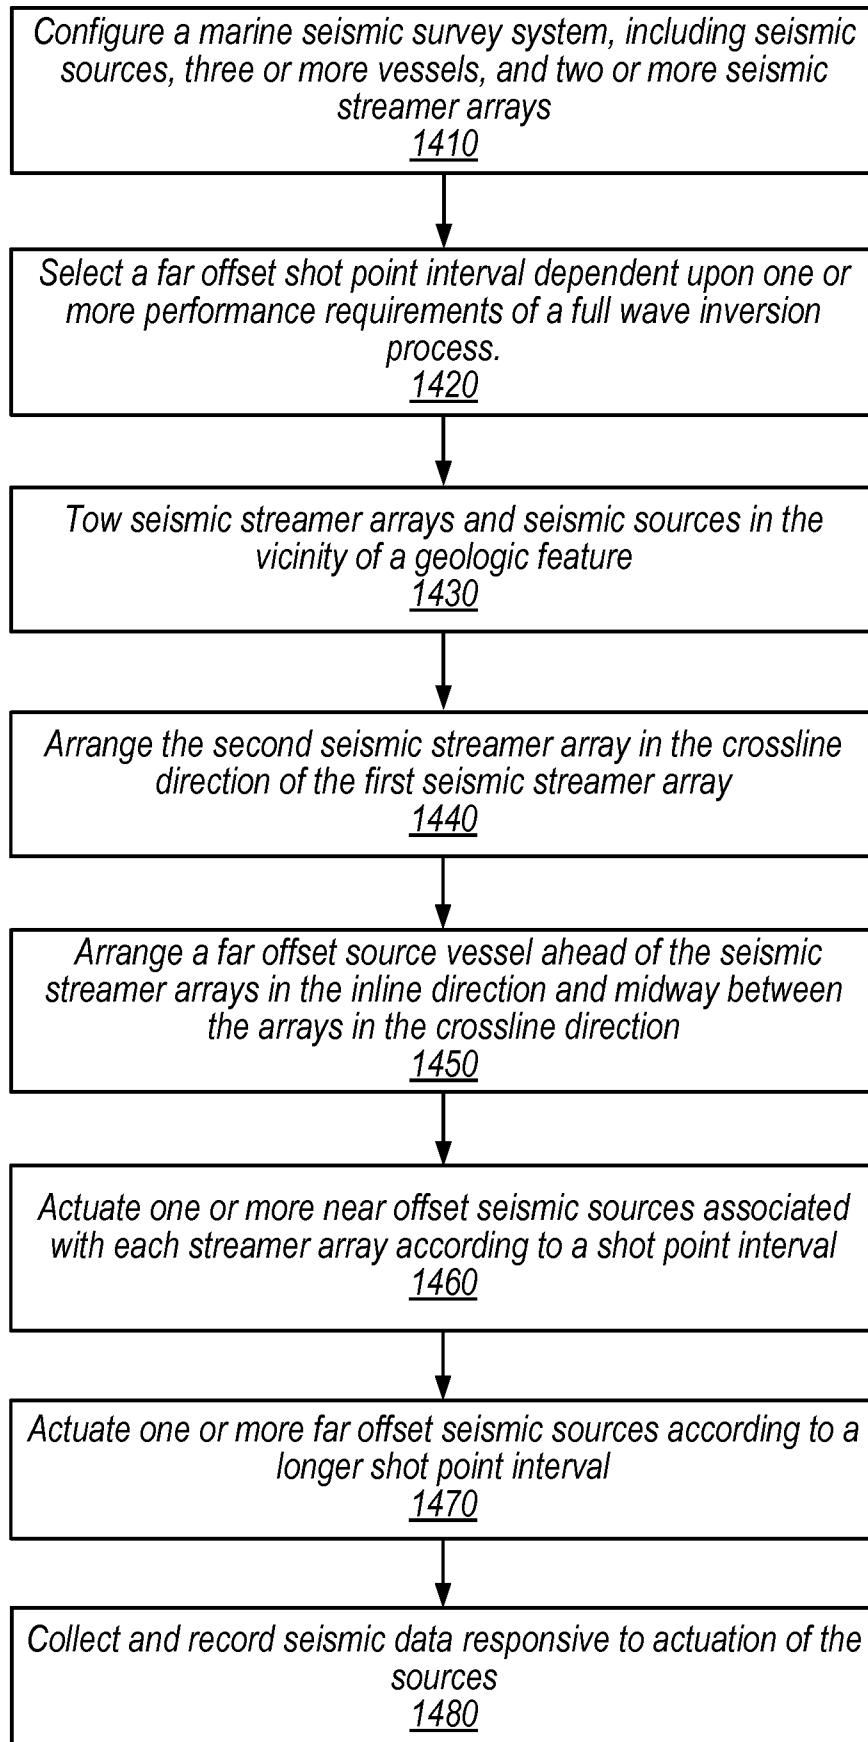 Configure a marine seismic survey system, including seismic
sources, three or more vessels, and two or more seismic
streamer arrays
1410
Select a far offset shot point interval dependent upon one or
more performance requirements of a full wave inversion
process.
1420
Tow seismic streamer arrays and seismic sources in the
vicinity of a geologic feature
1430
Arrange the second seismic streamer array in the crossline
direction of the first seismic streamer array
1440
Arrange a far offset source vessel ahead of the seismic
streamer arrays in the inline direction and midway between
the arrays in the crossline direction
1450
Actuate one or more near offset seismic sources associated
with each streamer array according to a shot point interval
1460
Actuate one or more far offset seismic sources according to a
longer shot point interval
1470
Collect and record seismic data responsive to actuation of the
sources
1480